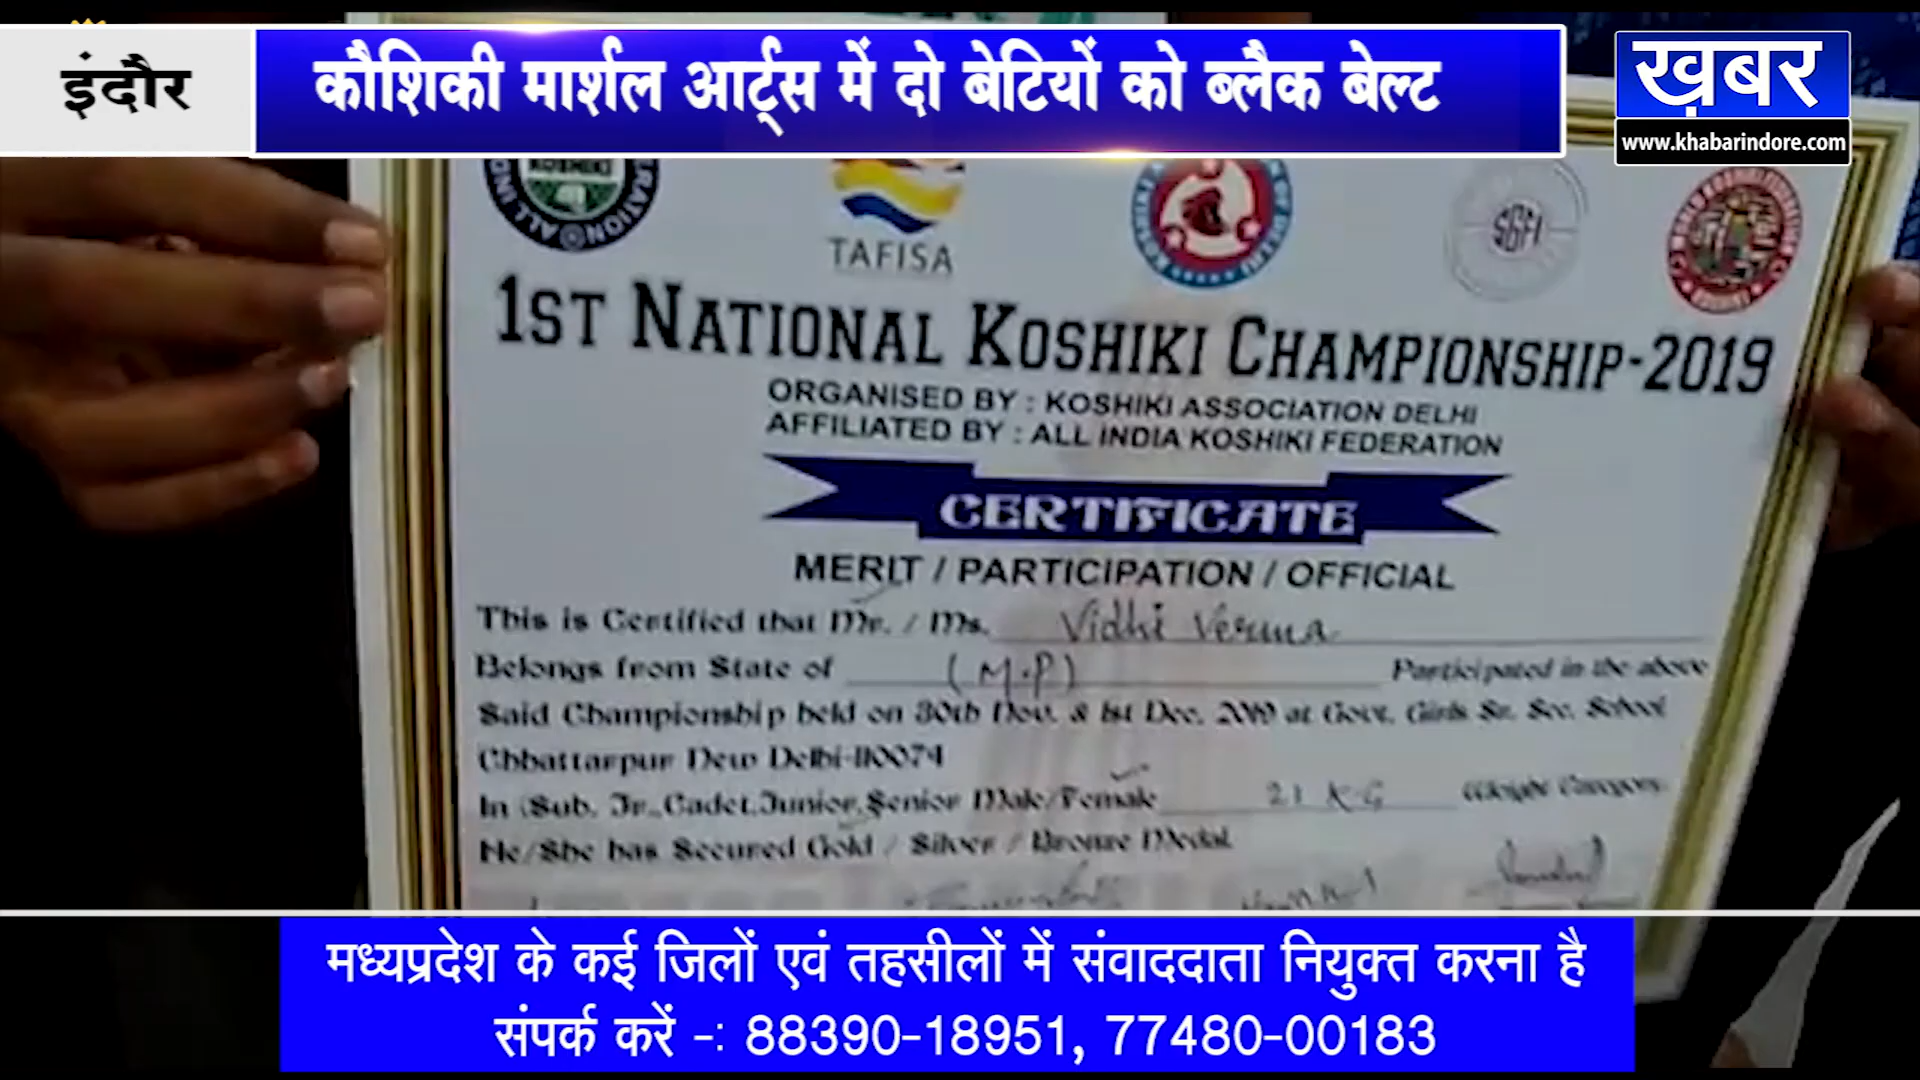 इंदौर
कौशिकी मार्शल आर्ट्स में दो बेटियों को ब्लैक बेल्ट
ख़बर
www.khabarindore.com
KOSHIKI
TAFISA
SGFI
1ST NATIONAL KOSHIKI CHAMPIONSHIP-2019
ORGANISED BY : KOSHIKI ASSOCIATION DELHI
AFFILIATED BY : ALL INDIA KOSHIKI FEDERATION
CERTIFICATE
MERIT / PARTICIPATION / OFFICIAL
This is Certified that Mr. / Ms. Vidhi Verma
Belongs from State of (M.P) Participated in the above
Said Championship held on 30th Nov. & 1st Dec. 2019 at Govt. Girls Sr. Sec. School
Chhattarpur New Delhi-110074
In (Sub. Jr., Cadet, Junior, Senior Male/Female 21 KG Weight Category.
He/She has Secured Gold / Silver / Bronze Medal
मध्यप्रदेश के कई जिलों एवं तहसीलों में संवाददाता नियुक्त करना है
संपर्क करें -: 88390-18951, 77480-00183